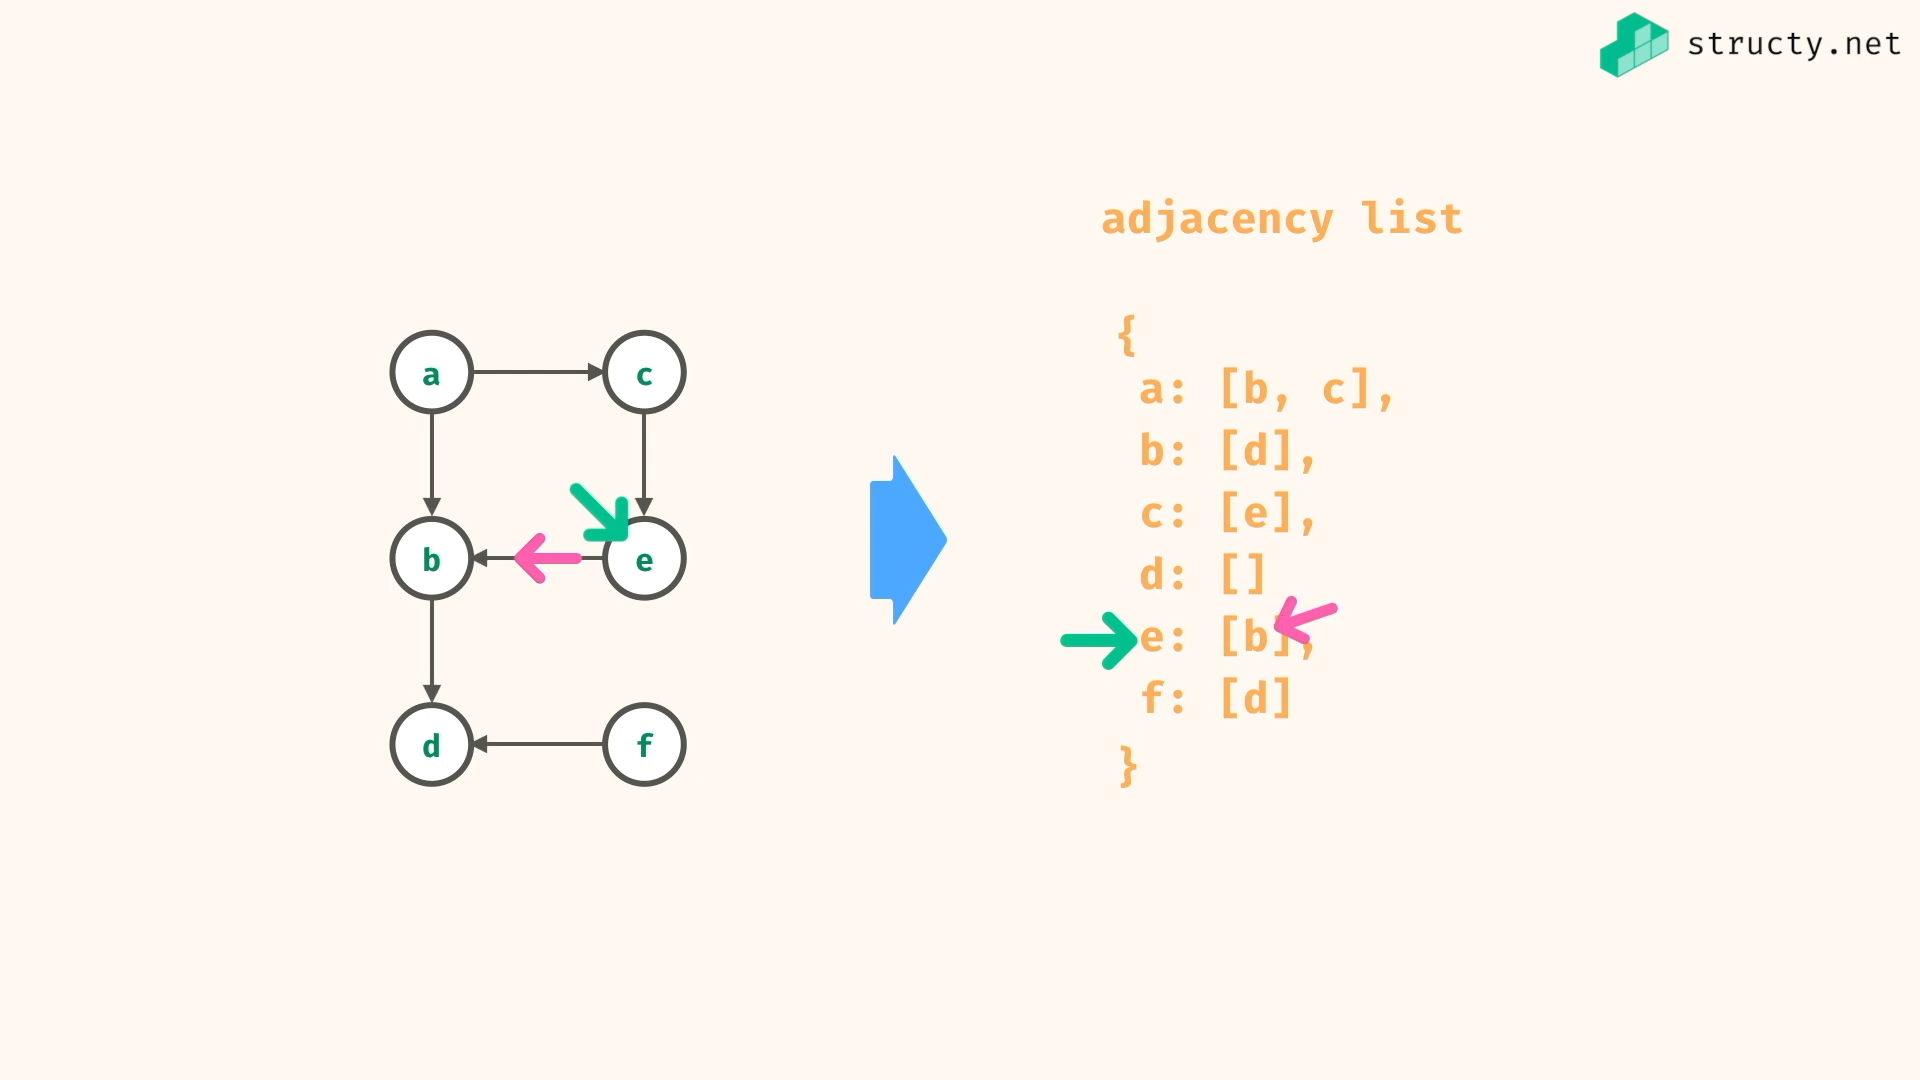 structy.net
adjacency list
a
c
b
e
d
f
{
a: [b, c],
b: [d],
c: [e],
d: []
e: [b],
f: [d]
}